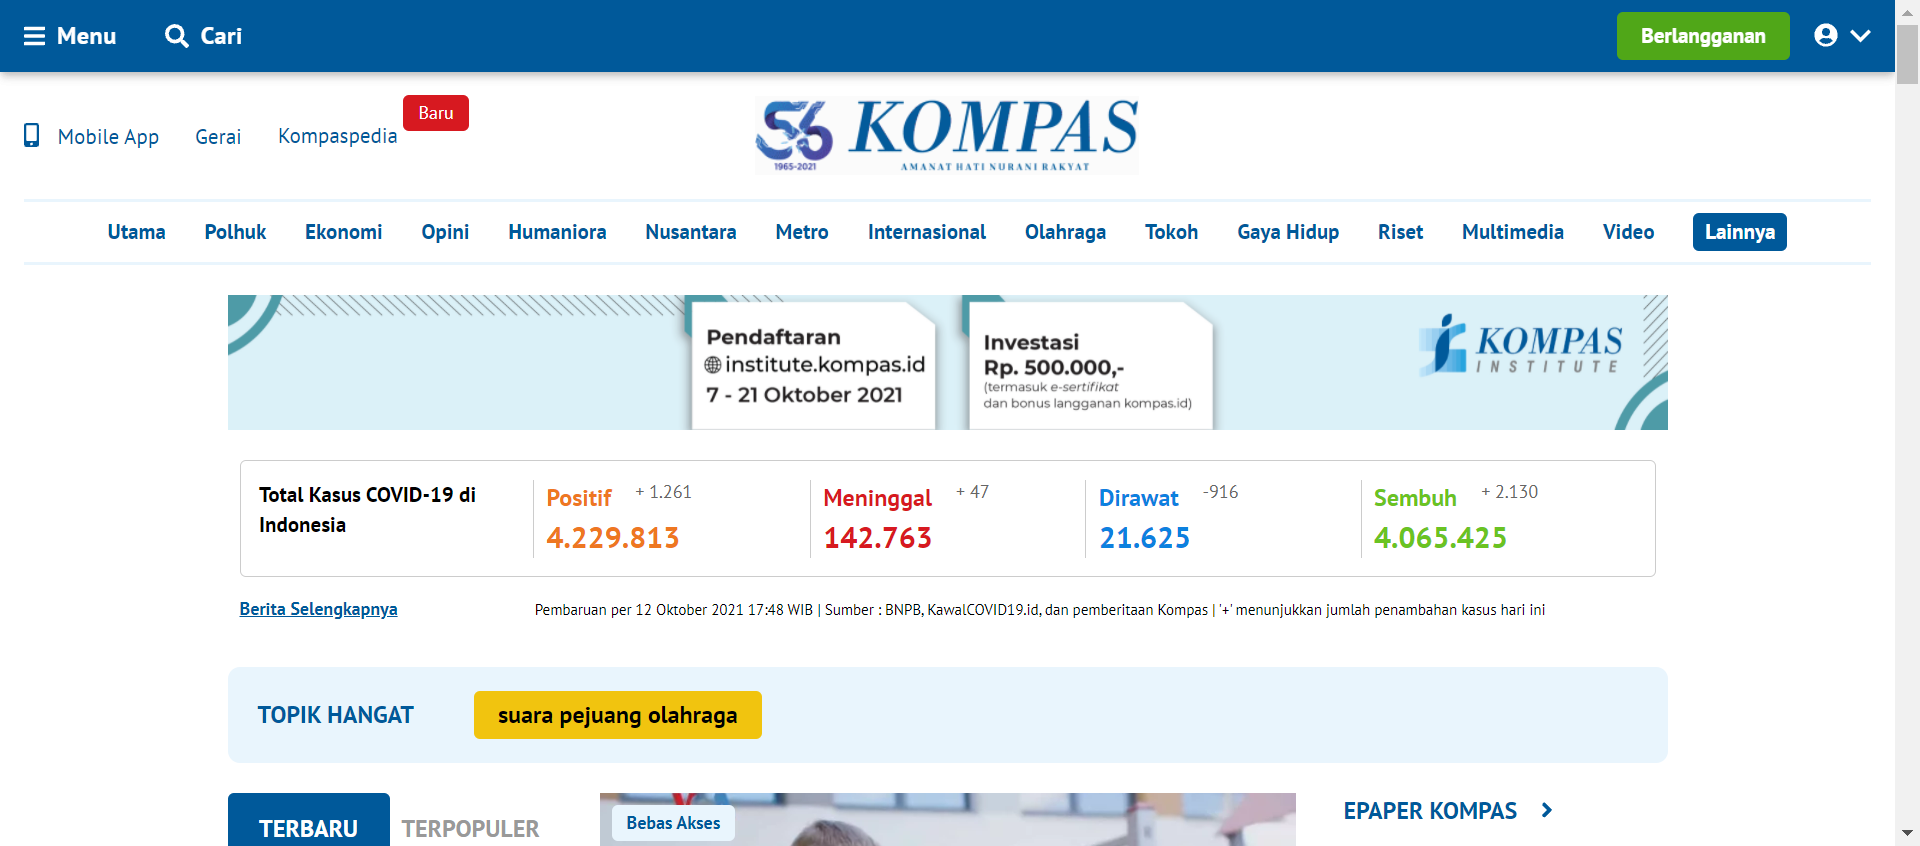 Menu
Cari
Berlangganan
Mobile App
Gerai
Kompaspedia
Baru
56
1965-2021
KOMPAS
AMANAT HATI NURANI RAKYAT
Utama
Polhuk
Ekonomi
Opini
Humaniora
Nusantara
Metro
Internasional
Olahraga
Tokoh
Gaya Hidup
Riset
Multimedia
Video
Lainnya
Pendaftaran
institute.kompas.id
7 - 21 Oktober 2021
Investasi
Rp. 500.000,-
(termasuk e-sertifikat
dan bonus langganan kompas.id)
KOMPAS
INSTITUTE
Total Kasus COVID-19 di
Indonesia
Positif + 1.261
4.229.813
Meninggal + 47
142.763
Dirawat -916
21.625
Sembuh + 2.130
4.065.425
Berita Selengkapnya
Pembaruan per 12 Oktober 2021 17:48 WIB | Sumber : BNPB, KawalCOVID19.id, dan pemberitaan Kompas | '+' menunjukkan jumlah penambahan kasus hari ini
TOPIK HANGAT
suara pejuang olahraga
TERBARU
TERPOPULER
Bebas Akses
EPAPER KOMPAS